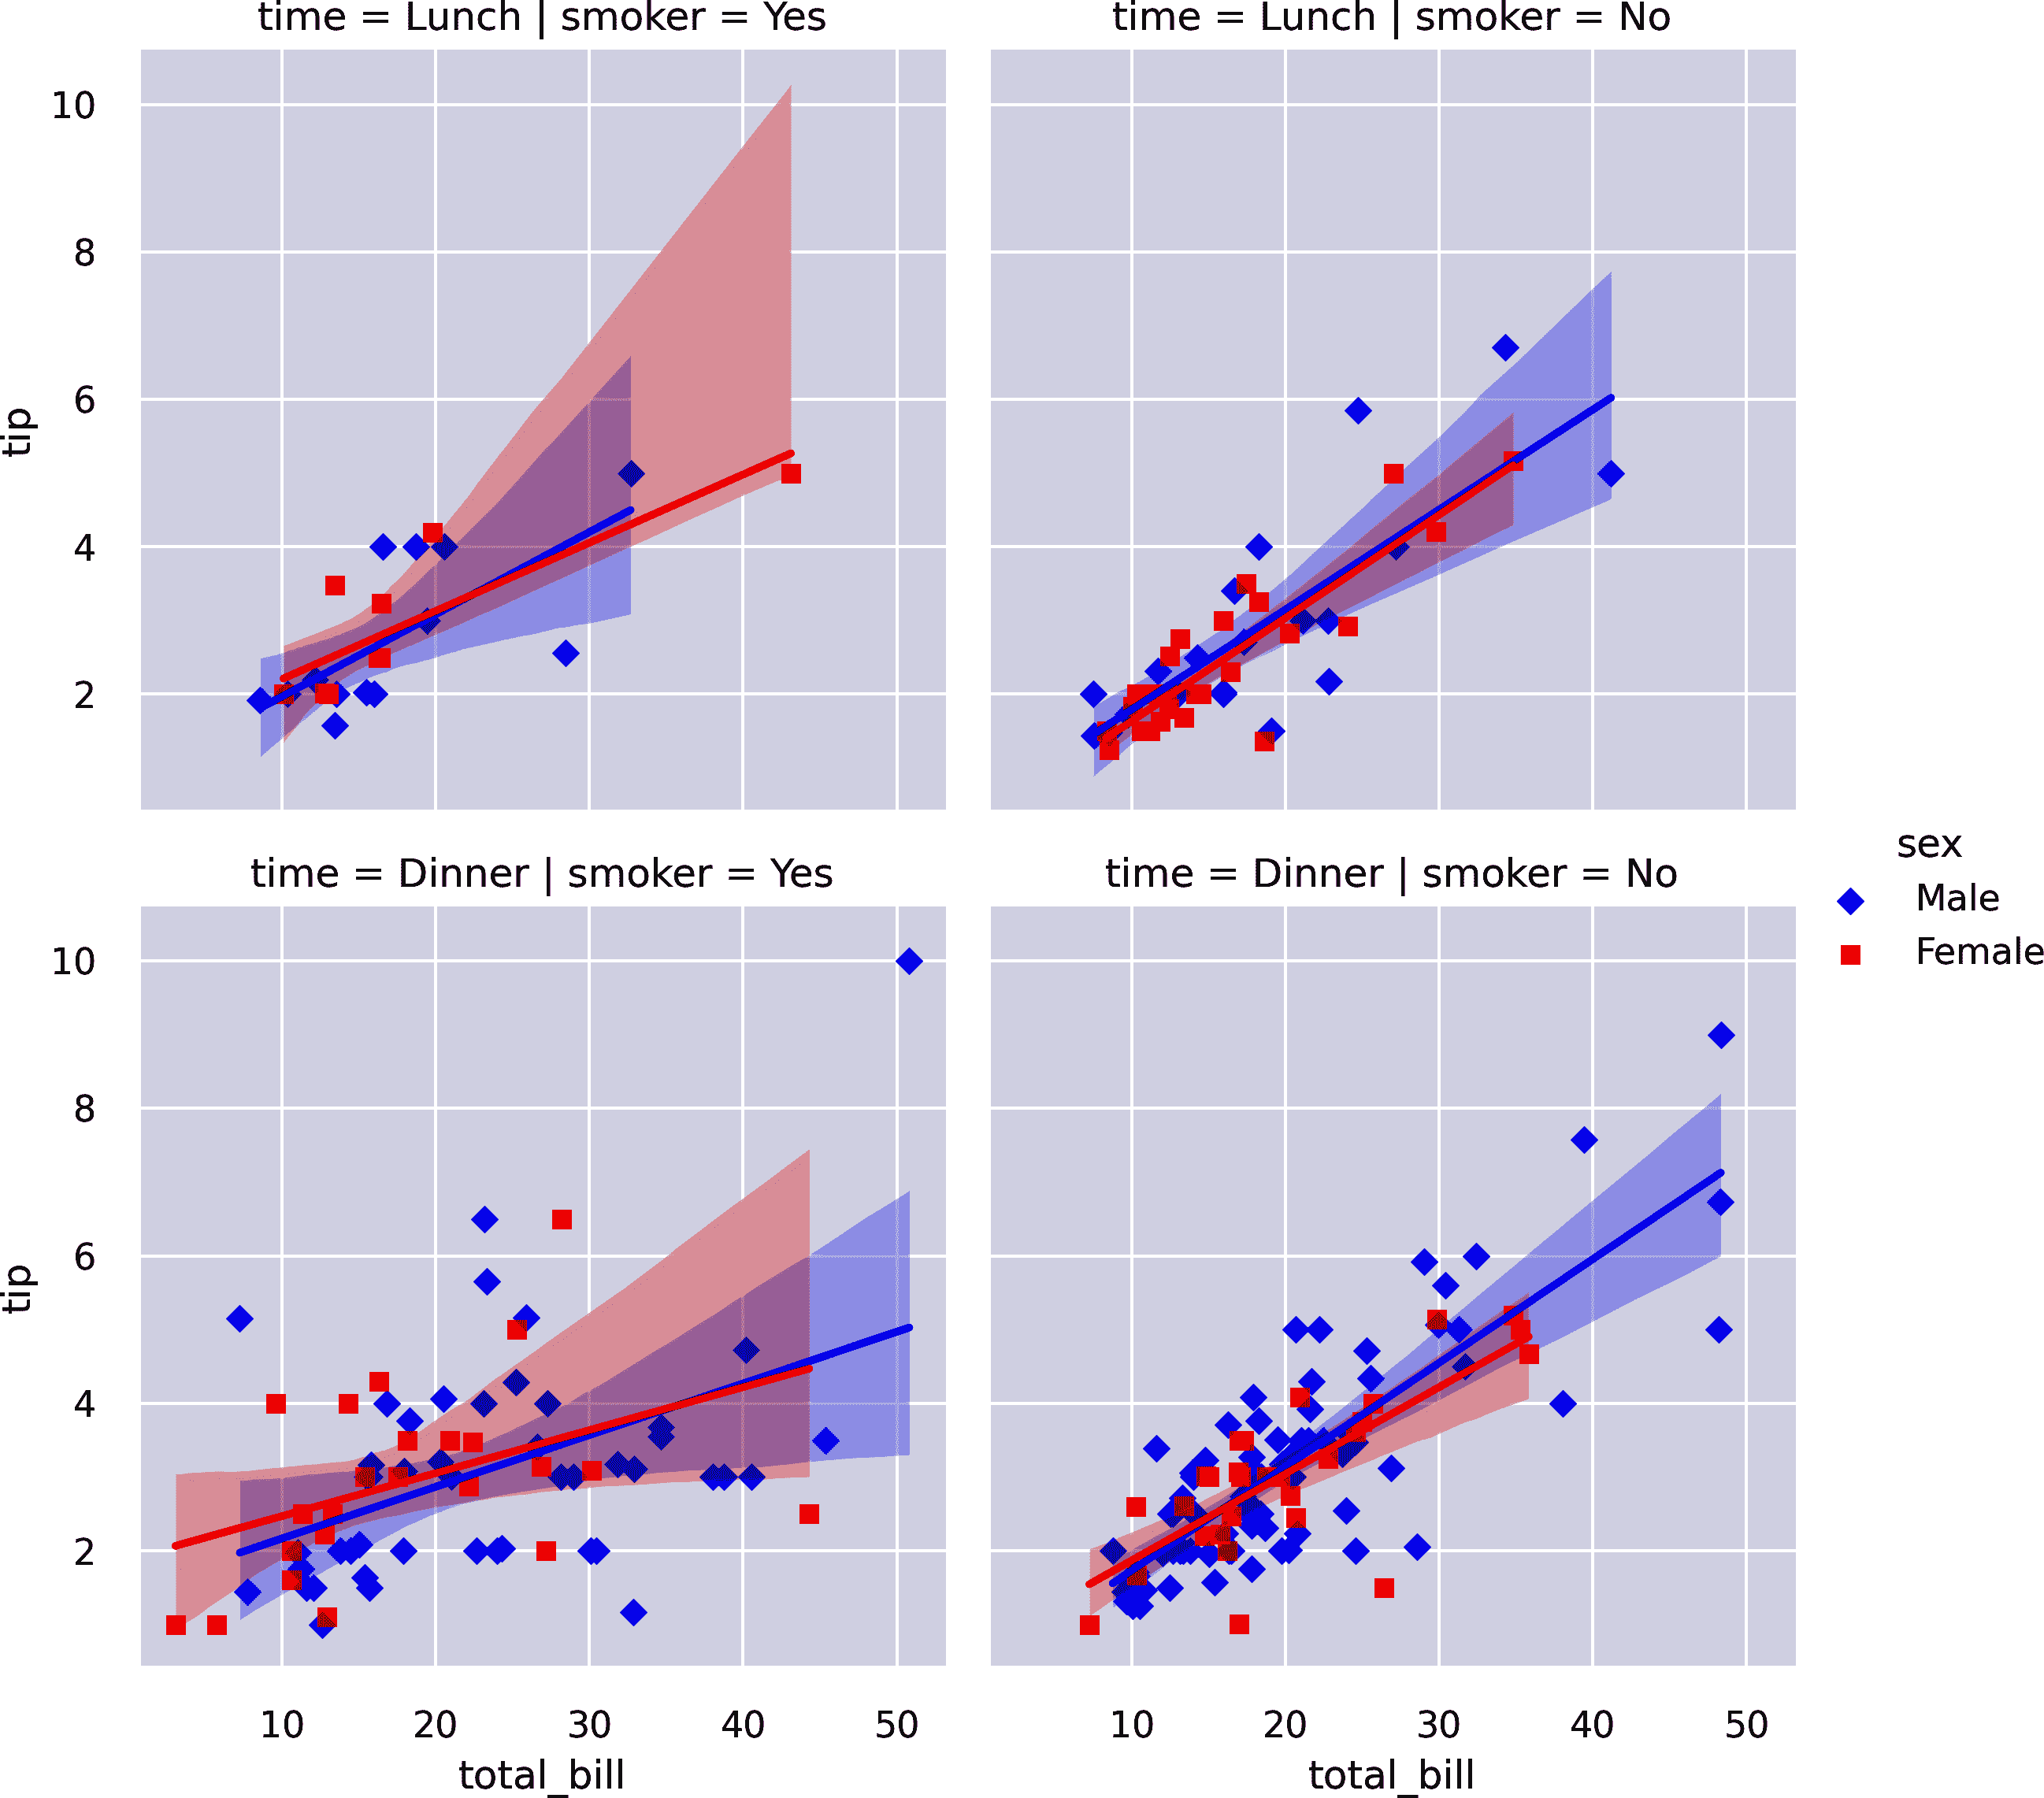 time = Lunch | smoker = Yes
time = Lunch | smoker = No
10
8
6
4
2
tip
time = Dinner | smoker = Yes
time = Dinner | smoker = No
sex
Male
Female
10
8
6
4
2
tip
10 20 30 40 50
10 20 30 40 50
total_bill
total_bill